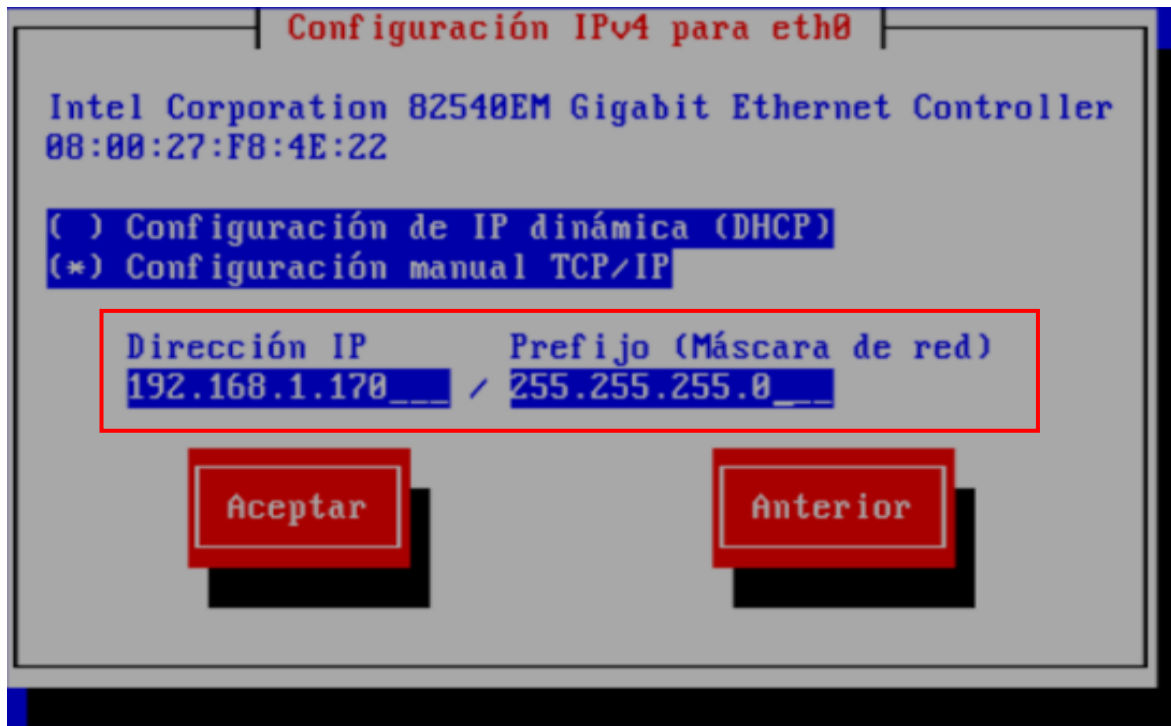 Configuración IPv4 para eth0
Intel Corporation 82540EM Gigabit Ethernet Controller
08:00:27:F8:4E:22
( ) Configuración de IP dinámica (DHCP)
(*) Configuración manual TCP/IP
Dirección IP Prefijo (Máscara de red)
192.168.1.170___ / 255.255.255.0___
Aceptar Anterior